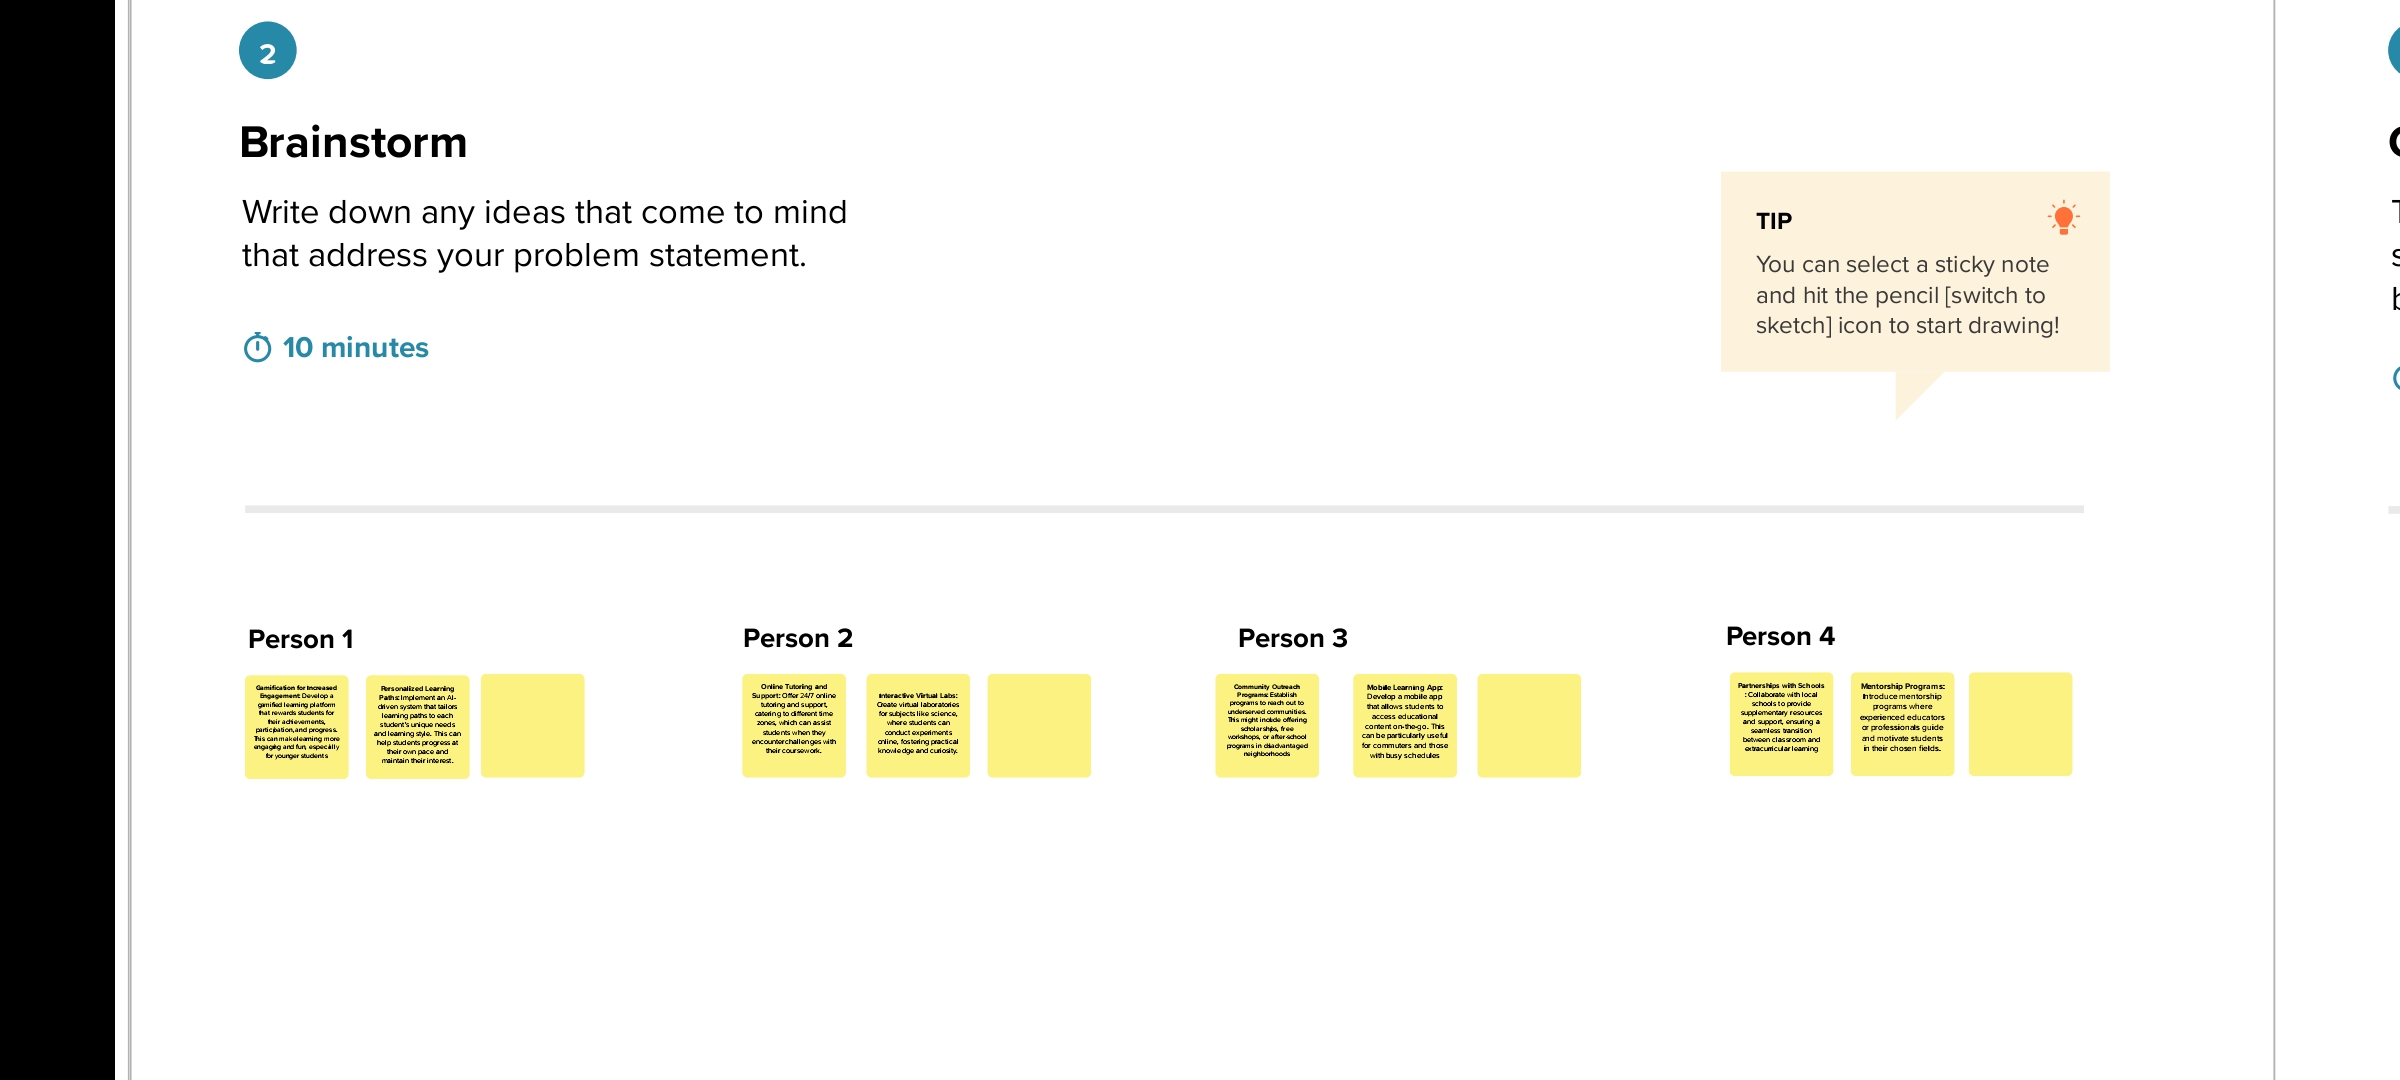 2
Brainstorm
Write down any ideas that come to mind
that address your problem statement.
10 minutes
TIP
You can select a sticky note
and hit the pencil [switch to
sketch] icon to start drawing!
Person 1
Gamification for Increased
Engagement: Develop a
gamified learning platform
that rewards students for
their achievements,
participation, and progress.
This can make learning more
engaging and fun, especially
for younger students
Personalized Learning
Paths: Implement an AI-
driven system that tailors
learning paths to each
student's unique needs
and learning style. This can
help students progress at
their own pace and
maintain their interest.
Person 2
Online Tutoring and
Support: Offer 24/7 online
tutoring and support,
catering to different time
zones, which can assist
students when they
encounter challenges with
their coursework.
Interactive Virtual Labs:
Create virtual laboratories
for subjects like science,
where students can
conduct experiments
online, fostering practical
knowledge and curiosity.
Person 3
Community Outreach
Programs: Establish
programs to reach out to
underserved communities.
This might include offering
scholarships, free
workshops, or after-school
programs in disadvantaged
neighborhoods
Mobile Learning App:
Develop a mobile app
that allows students to
access educational
content on-the-go. This
can be particularly useful
for commuters and those
with busy schedules
Person 4
Partnerships with Schools
: Collaborate with local
schools to provide
supplementary resources
and support, ensuring a
seamless transition
between classroom and
extracurricular learning
Mentorship Programs:
Introduce mentorship
programs where
experienced educators
or professionals guide
and motivate students
in their chosen fields.